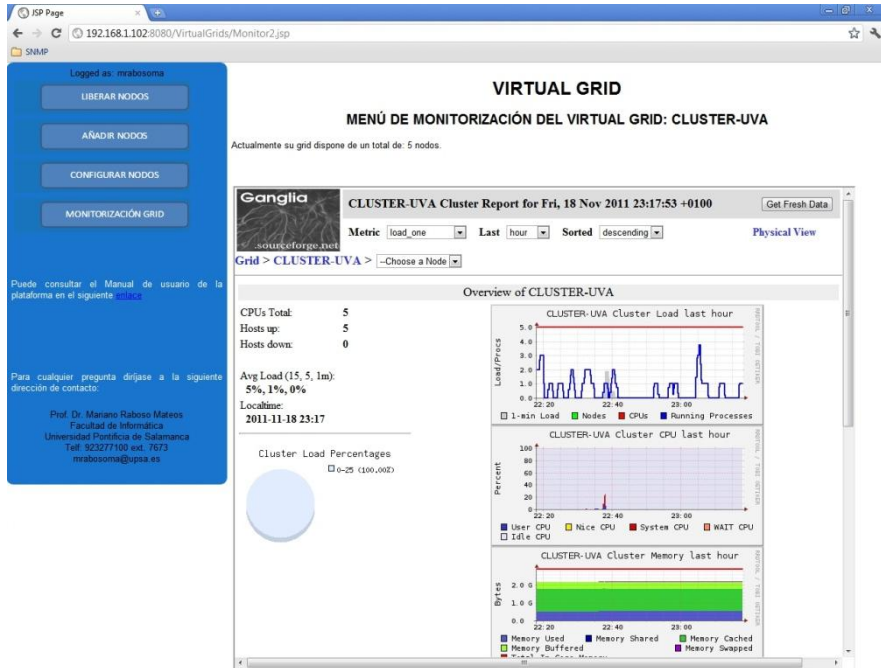 JSP Page
192.168.1.102:8080/VirtualGrids/Monitor2.jsp
SNMP
Logged as: mrabosoma
LIBERAR NODOS
AÑADIR NODOS
CONFIGURAR NODOS
MONITORIZACIÓN GRID
Puede consultar el Manual de usuario de la
plataforma en el siguiente enlace
Para cualquier pregunta diríjase a la siguiente
dirección de contacto:
Prof. Dr. Mariano Raboso Mateos
Facultad de Informática
Universidad Pontificia de Salamanca
Telf: 923277100 ext. 7673
mrabosoma@upsa.es
VIRTUAL GRID
MENÚ DE MONITORIZACIÓN DEL VIRTUAL GRID: CLUSTER-UVA
Actualmente su grid dispone de un total de: 5 nodos.
Ganglia
.sourceforge.net
CLUSTER-UVA Cluster Report for Fri, 18 Nov 2011 23:17:53 +0100
Get Fresh Data
Metric load_one Last hour Sorted descending
Physical View
Grid > CLUSTER-UVA > --Choose a Node
Overview of CLUSTER-UVA
CPUs Total: 5
Hosts up: 5
Hosts down: 0
Avg Load (15, 5, 1m):
5%, 1%, 0%
Localtime:
2011-11-18 23:17
Cluster Load Percentages
0-25 (100.00%)
CLUSTER-UVA Cluster Load last hour
Load/Procs
5.0
4.0
3.0
2.0
1.0
0.0
22:20 22:40 23:00
1-min Load Nodes CPUs Running Processes
CLUSTER-UVA Cluster CPU last hour
Percent
100
80
60
40
20
0
22:20 22:40 23:00
User CPU Nice CPU System CPU WAIT CPU
Idle CPU
CLUSTER-UVA Cluster Memory last hour
Bytes
2.0 G
1.0 G
0.0
22:20 22:40 23:00
Memory Used Memory Shared Memory Cached
Memory Buffered Memory Swapped
Total In-Core Memory